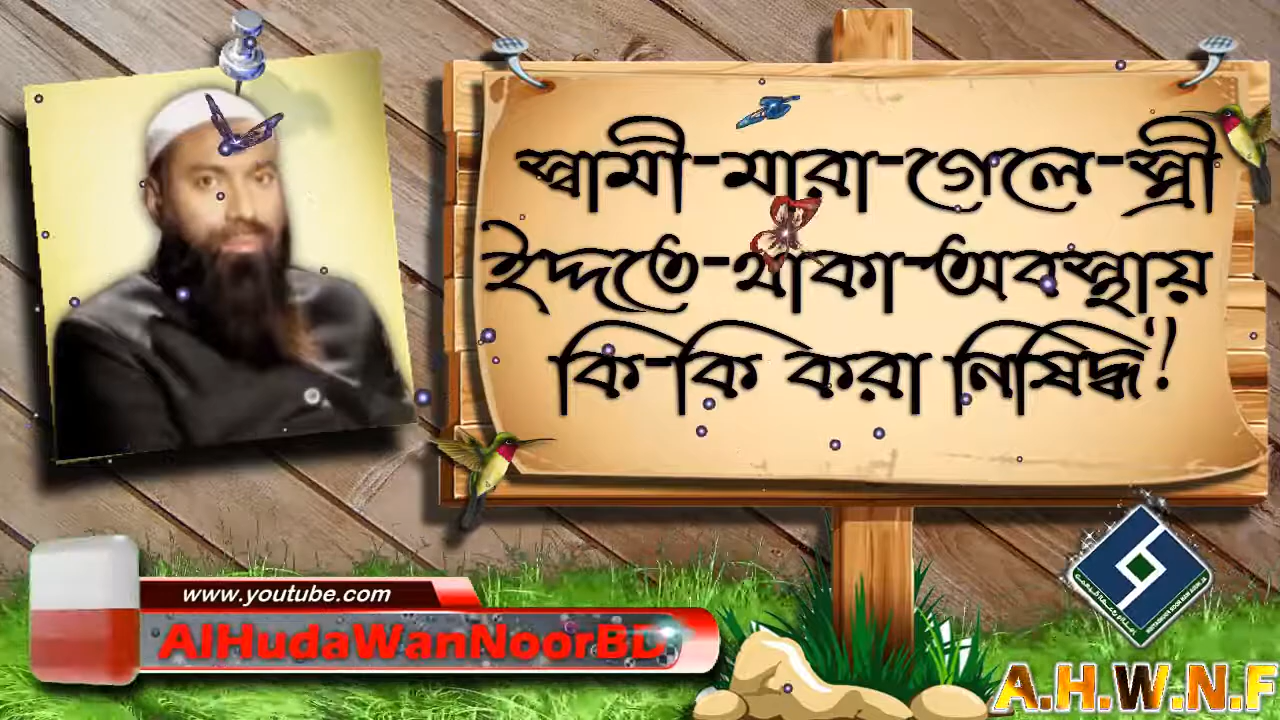 স্বামী-মারা-গেলে-স্ত্রী
ইদ্দতে-থাকা-অবস্থায়
কি-কি করা নিষিদ্ধ!
www.youtube.com
AlHudaWanNoorBD
A.H.W.N.F